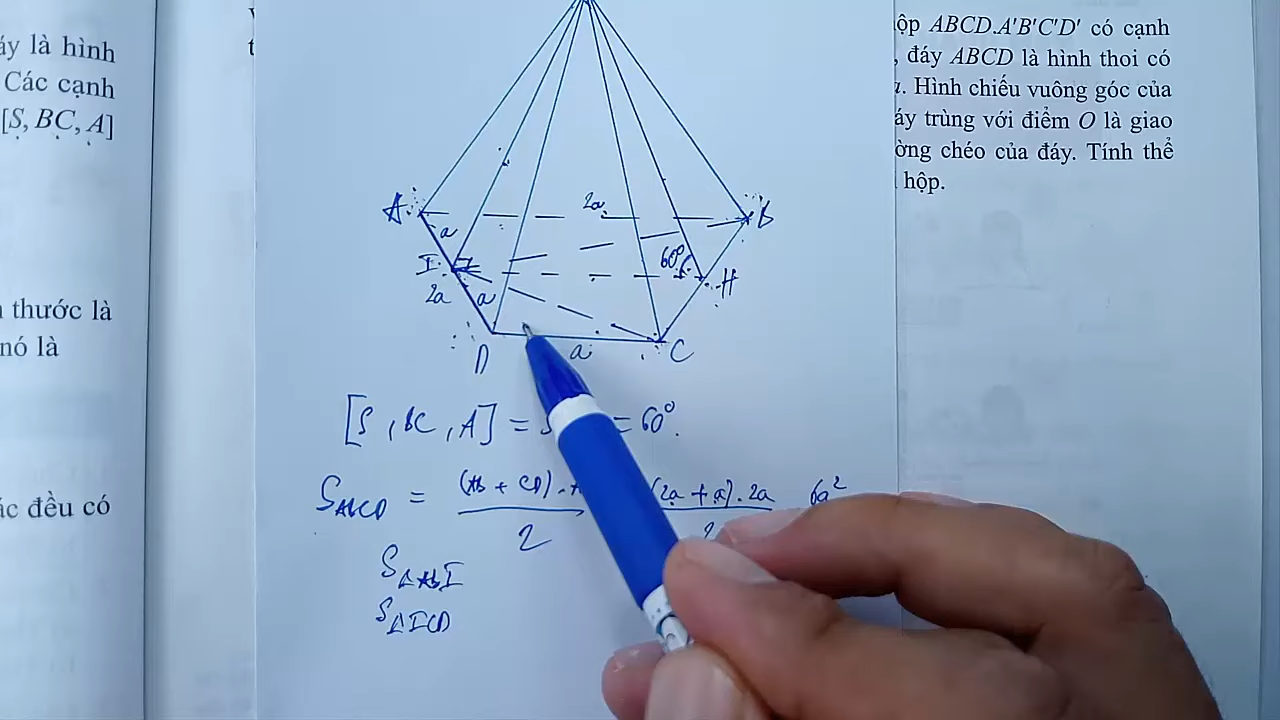 áy là hình
Các cạnh
[S, BC, A]
thước là
nó là
ác đều có
ộp ABCD.A'B'C'D' có cạnh
, đáy ABCD là hình thoi có
. Hình chiếu vuông góc của
áy trùng với điểm O là giao
ờng chéo của đáy. Tính thể
hộp.
A
2a
B
a
I
60°
H
2a
a
D
a
C
[S, BC, A] = S = 60°.
S_ABCD = (AB + CD). (2a + a). 2a 6a²
2
S_ΔABI
S_ΔICD